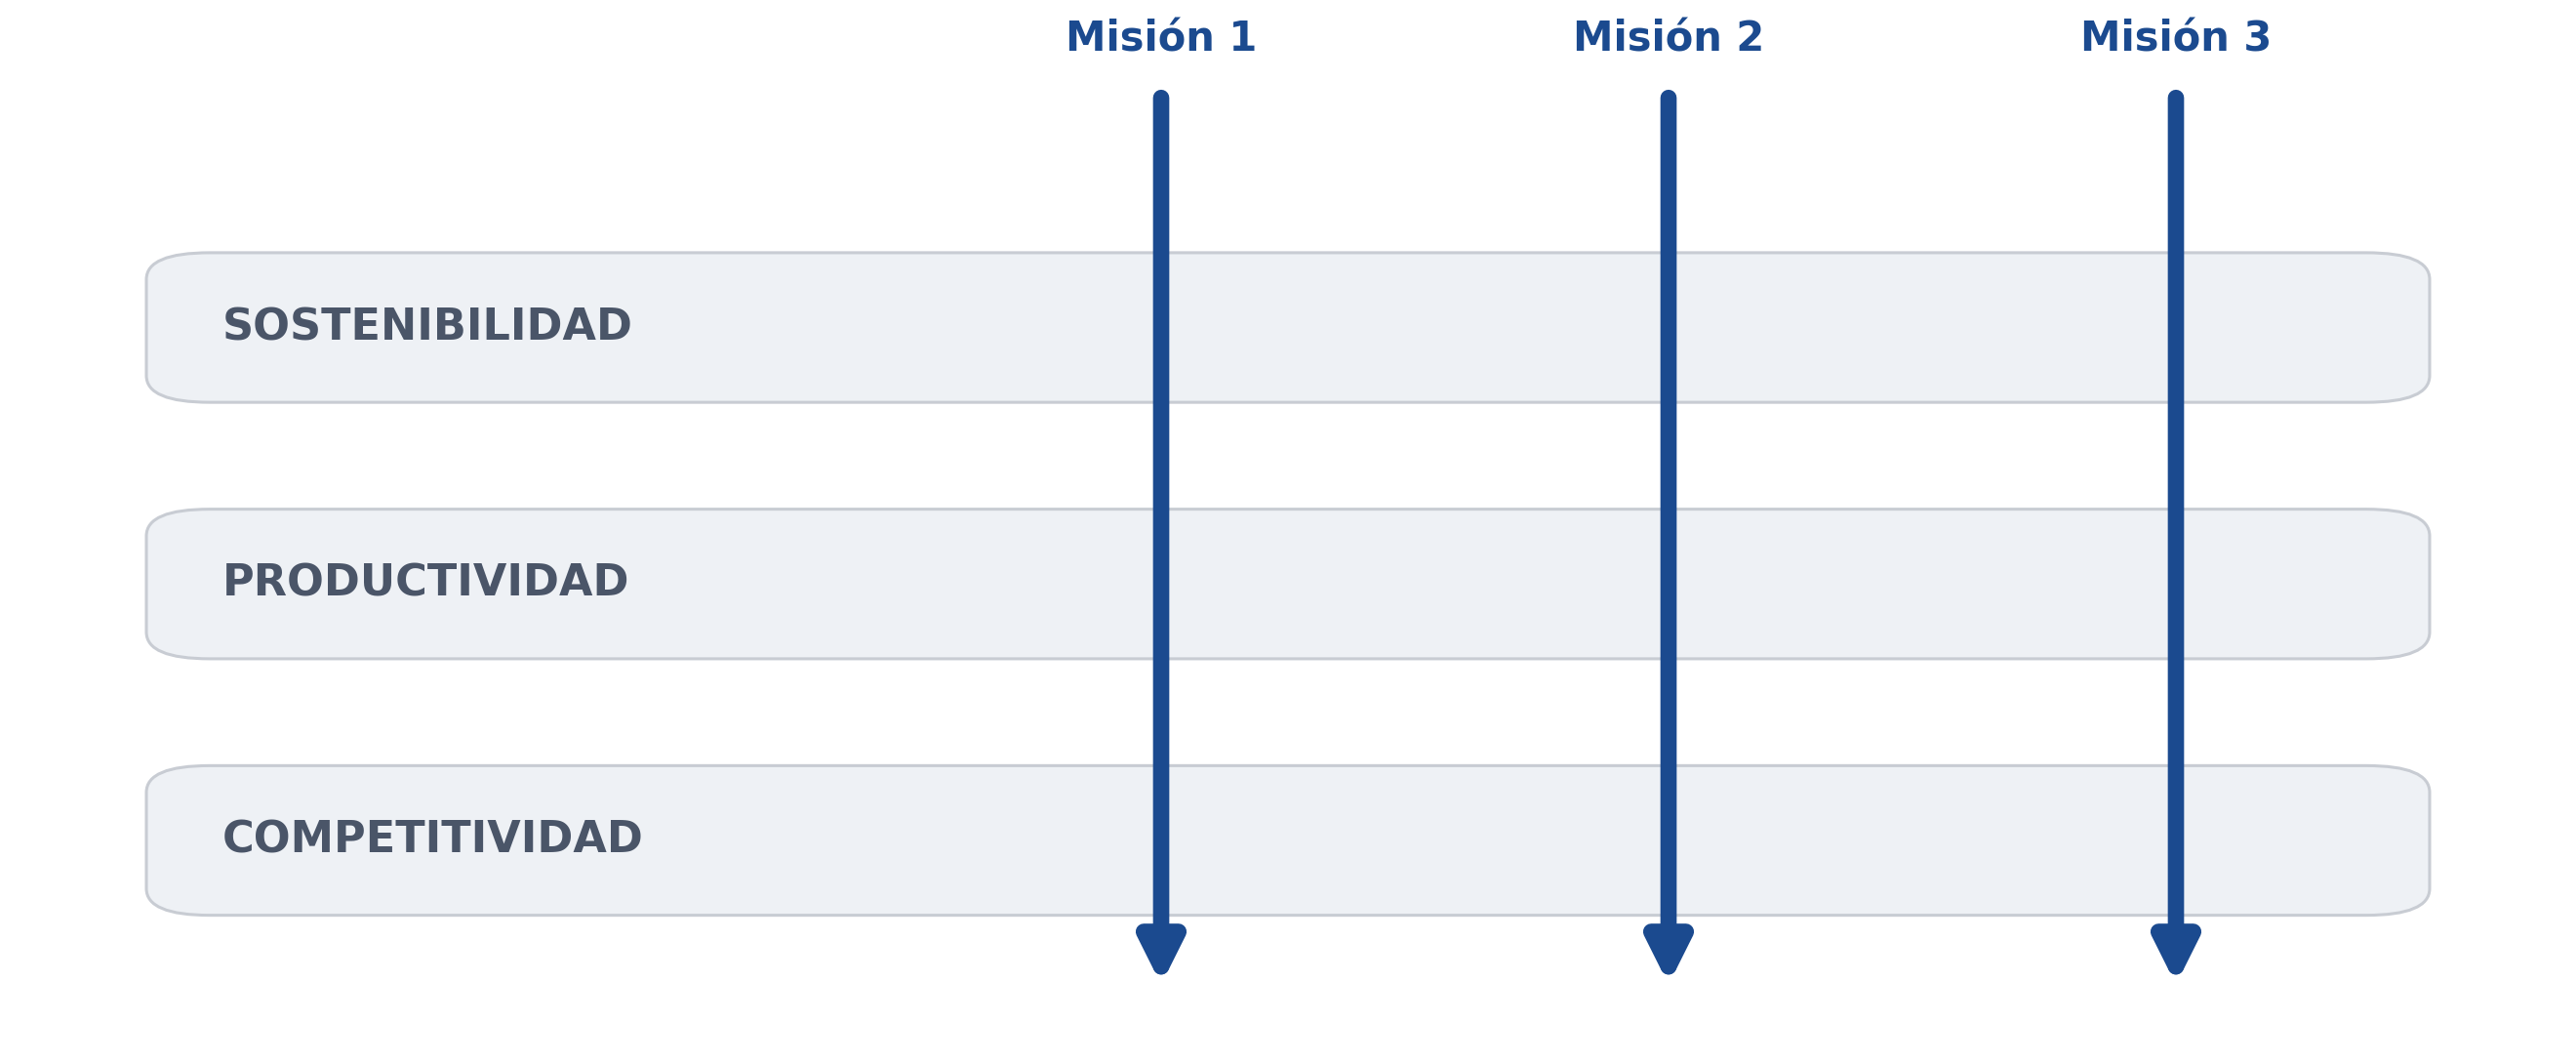 Misión 1 Misión 2 Misión 3
SOSTENIBILIDAD
PRODUCTIVIDAD
COMPETITIVIDAD